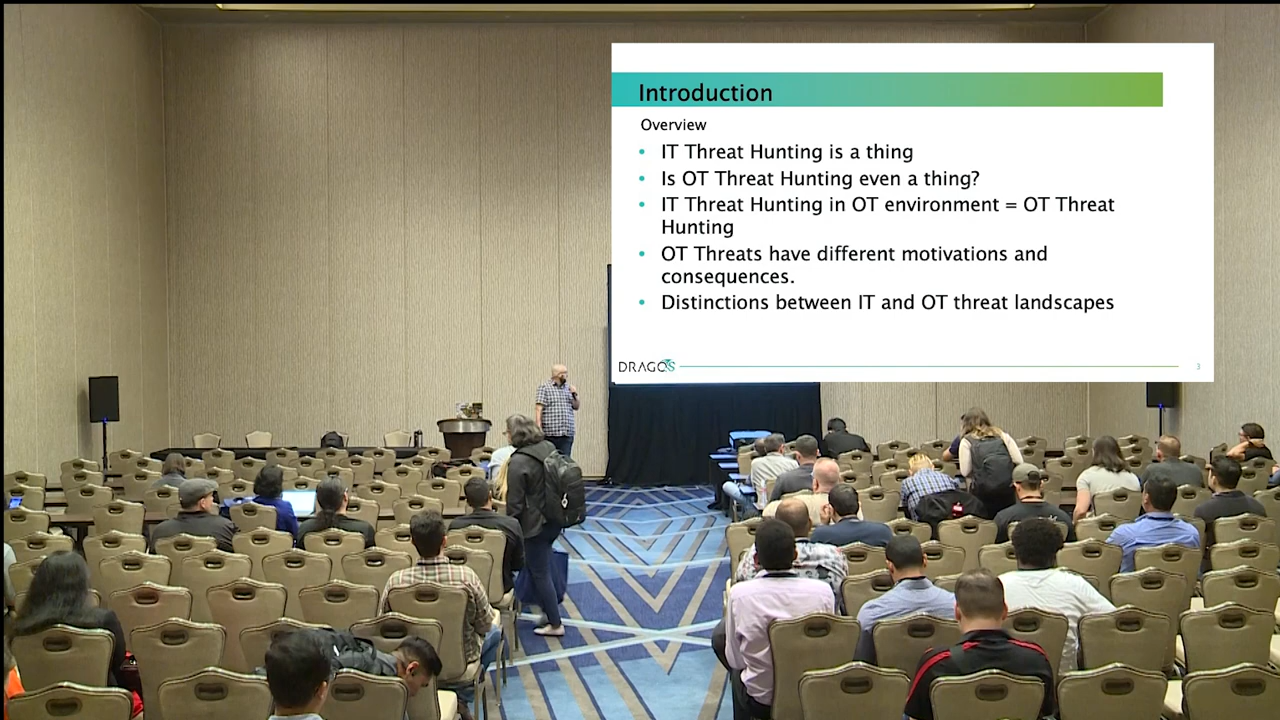 Introduction
Overview
• IT Threat Hunting is a thing
• Is OT Threat Hunting even a thing?
• IT Threat Hunting in OT environment = OT Threat
Hunting
• OT Threats have different motivations and
consequences.
• Distinctions between IT and OT threat landscapes
DRAGOS
3